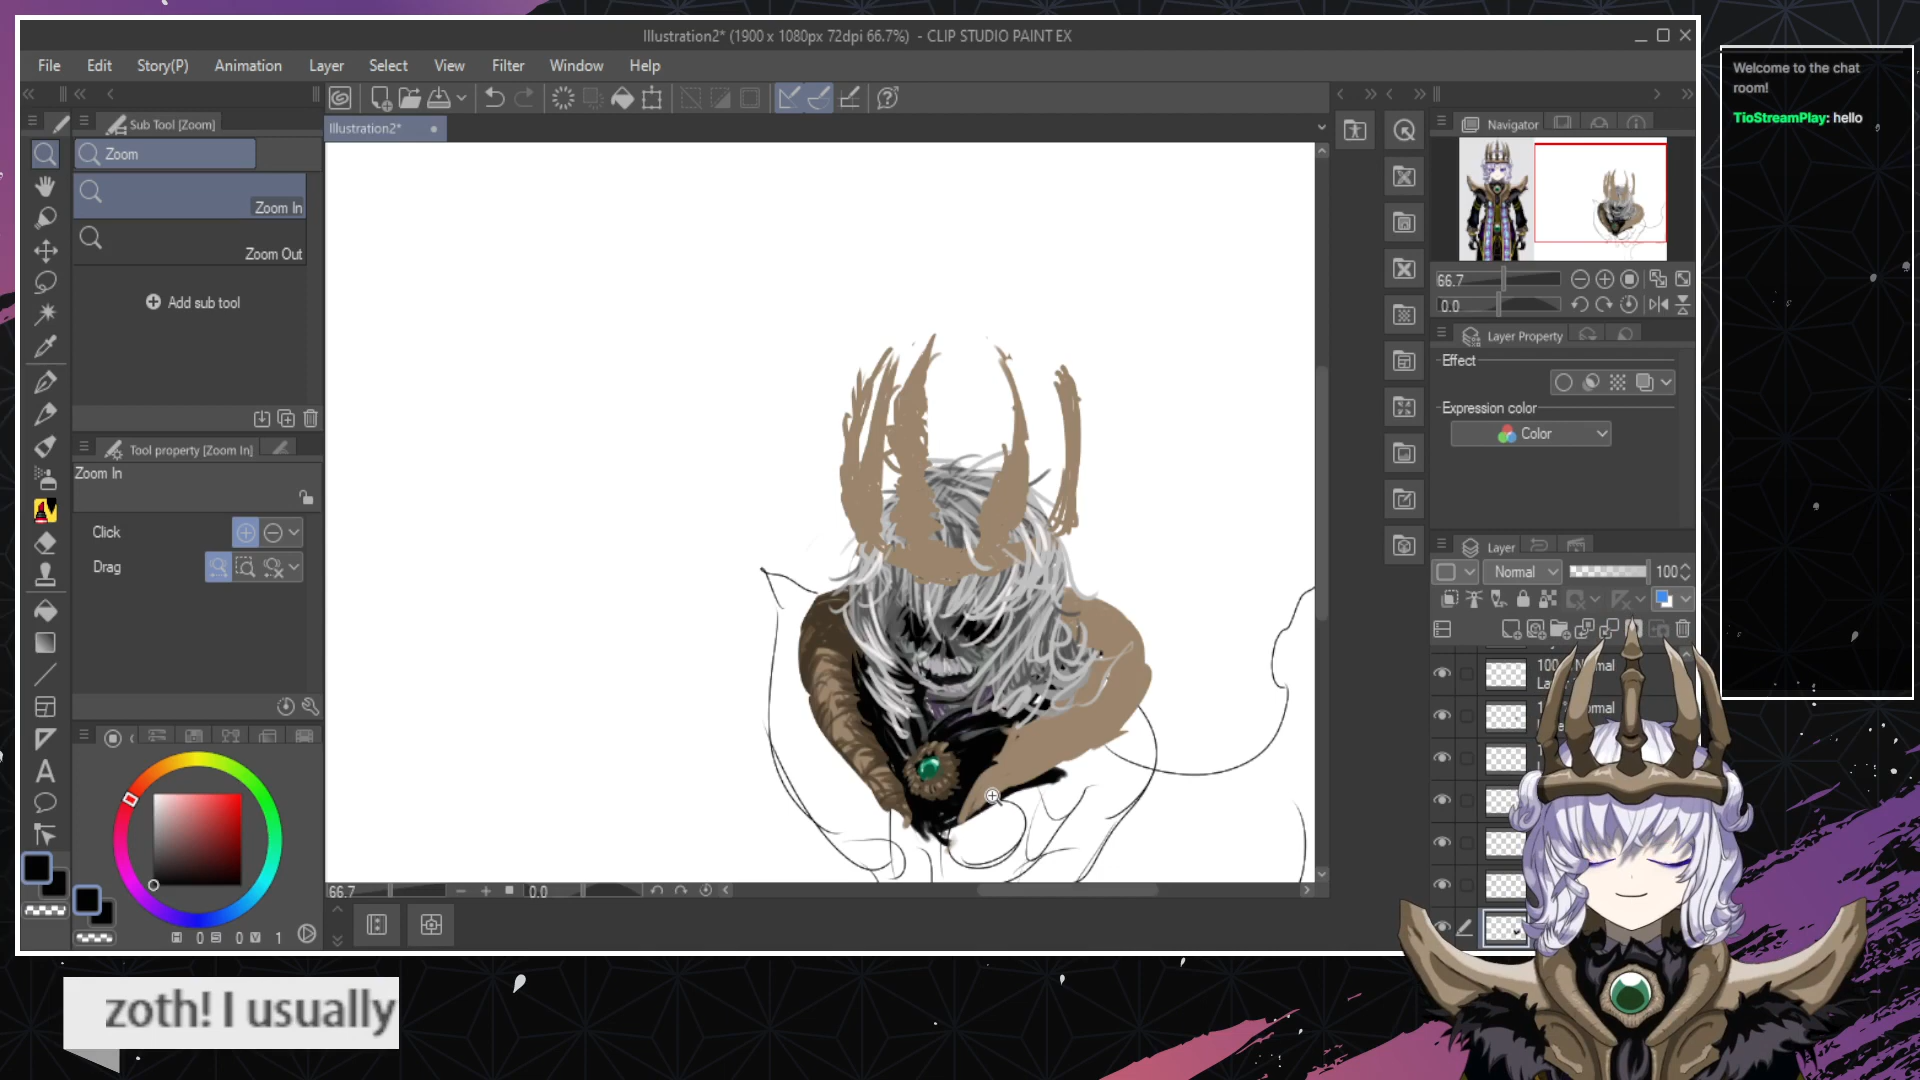 Illustration2* (1900 x 1080px 72dpi 66.7%) - CLIP STUDIO PAINT EX
File Edit Story(P) Animation Layer Select View Filter Window Help
Sub Tool [Zoom]
Zoom
Zoom In
Zoom Out
Add sub tool
Tool property [Zoom In]
Zoom In
Click
Drag
0 0 1
Illustration2*
66.7 0.0
Navigator
66.7
0.0
Layer Property
Effect
Expression color
Color
Layer
Normal 100
Welcome to the chat
room!
TioStreamPlay: hello
zoth! I usually